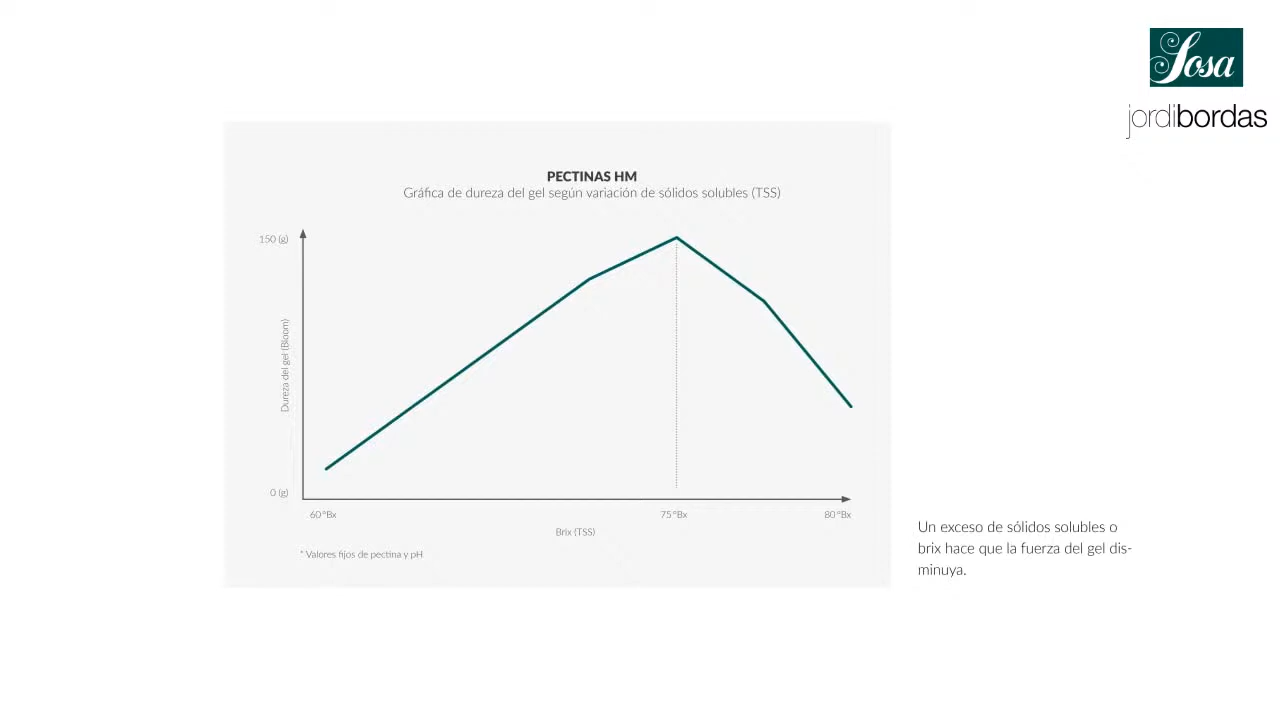 Sosa
jordibordas
PECTINAS HM
Gráfica de dureza del gel según variación de sólidos solubles (TSS)
150 (g)
Dureza del gel (Bloom)
0 (g)
60 ºBx
75 ºBx
80 ºBx
Brix (TSS)
* Valores fijos de pectina y pH
Un exceso de sólidos solubles o
brix hace que la fuerza del gel dis-
minuya.